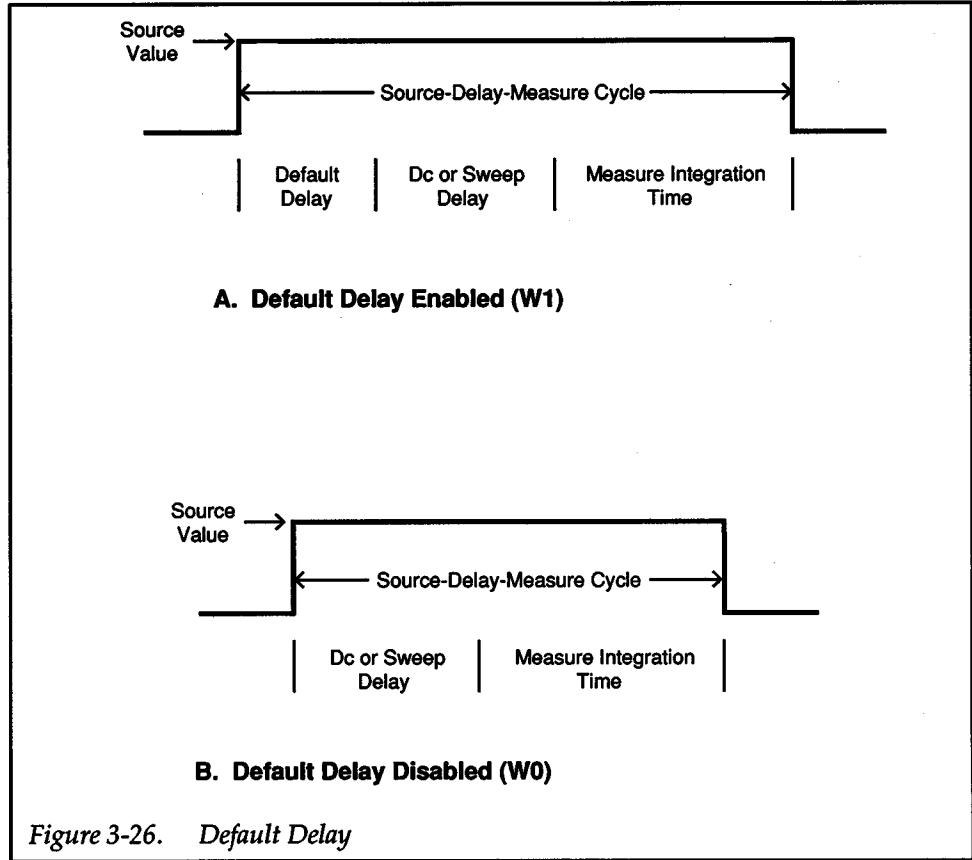 Source
Value
Source-Delay-Measure Cycle
Default
Delay
Dc or Sweep
Delay
Measure Integration
Time
A. Default Delay Enabled (W1)
Source
Value
Source-Delay-Measure Cycle
Dc or Sweep
Delay
Measure Integration
Time
B. Default Delay Disabled (W0)
Figure 3-26. Default Delay